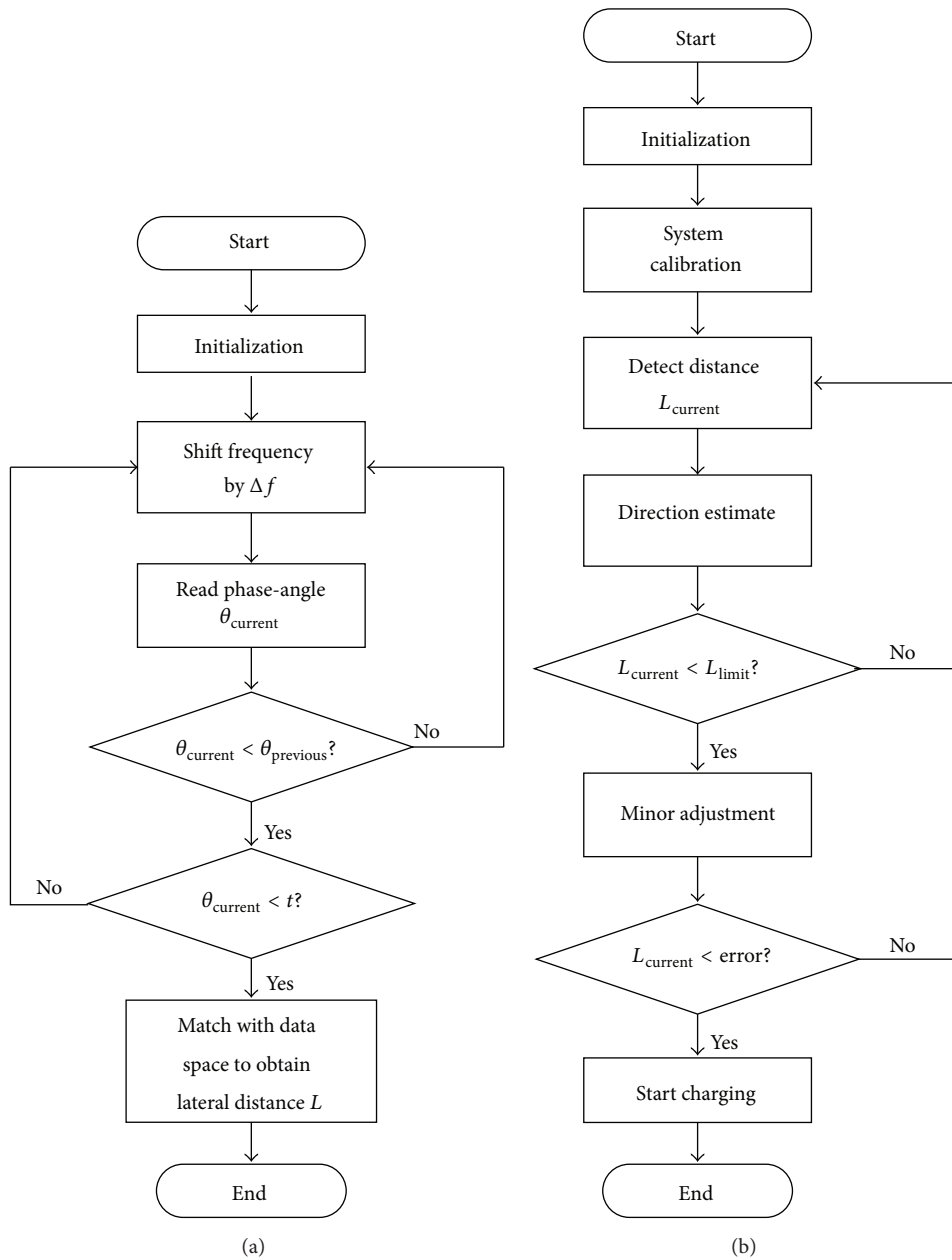 Start
Initialization
Shift frequency
by Δf
Read phase-angle
θcurrent
θcurrent < θprevious?
No
Yes
θcurrent < t?
No
Yes
Match with data
space to obtain
lateral distance L
End
(a)
Start
Initialization
System
calibration
Detect distance
Lcurrent
Direction estimate
Lcurrent < Llimit?
No
Yes
Minor adjustment
Lcurrent < error?
No
Yes
Start charging
End
(b)